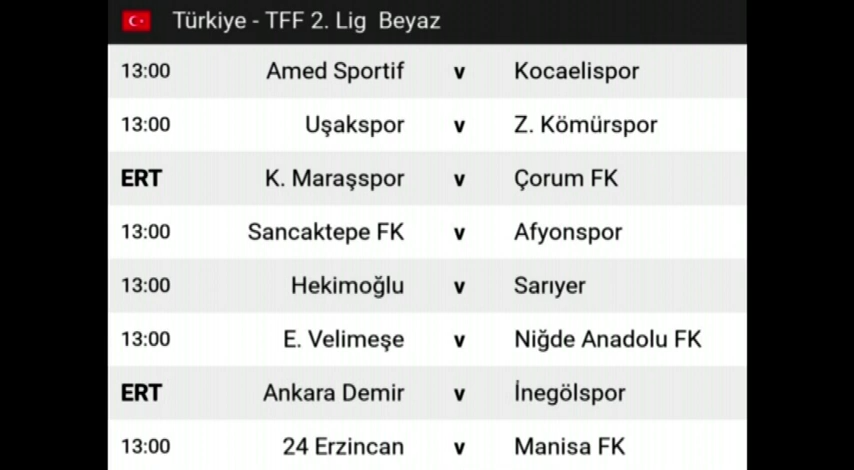 Türkiye - TFF 2. Lig Beyaz
13:00 Amed Sportif v Kocaelispor
13:00 Uşakspor v Z. Kömürspor
ERT K. Maraşspor v Çorum FK
13:00 Sancaktepe FK v Afyonspor
13:00 Hekimoğlu v Sarıyer
13:00 E. Velimeşe v Niğde Anadolu FK
ERT Ankara Demir v İnegölspor
13:00 24 Erzincan v Manisa FK